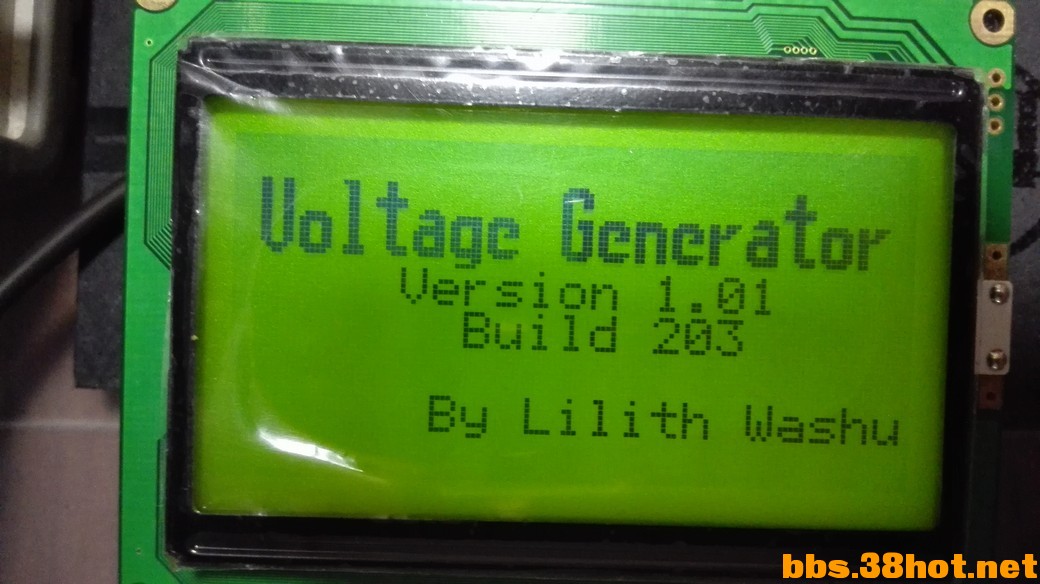 Voltage Generator
Version 1.01
Build 203
By Lilith Washu
bbs.38hot.net